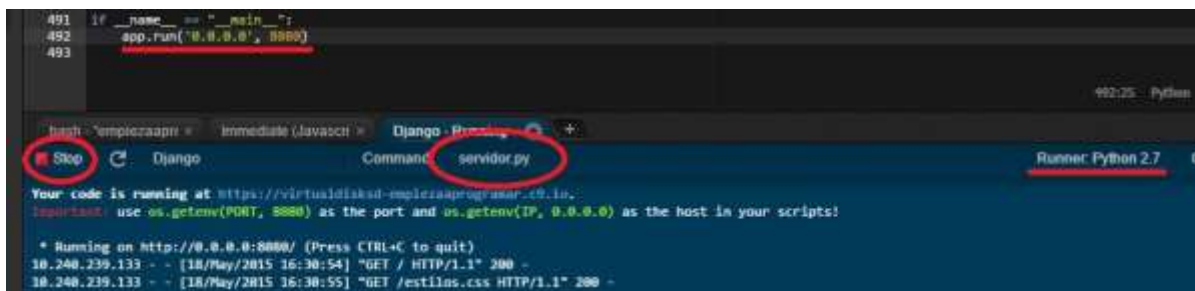 491 if __name__ == "__main__":
492 app.run('0.0.0.0', 8080)
493
492:25 Python
bash - "empiezaapr × Immediate (Javascri × Django - Running +
Stop Django Command: servidor.py Runner: Python 2.7
Your code is running at https://virtualdisksd-empiezaaprogramar.c9.io.
Important: use os.getenv(PORT, 8080) as the port and os.getenv(IP, 0.0.0.0) as the host in your scripts!
* Running on http://0.0.0.0:8080/ (Press CTRL+C to quit)
10.240.239.133 - - [18/May/2015 16:30:54] "GET / HTTP/1.1" 200 -
10.240.239.133 - - [18/May/2015 16:30:55] "GET /estilos.css HTTP/1.1" 200 -